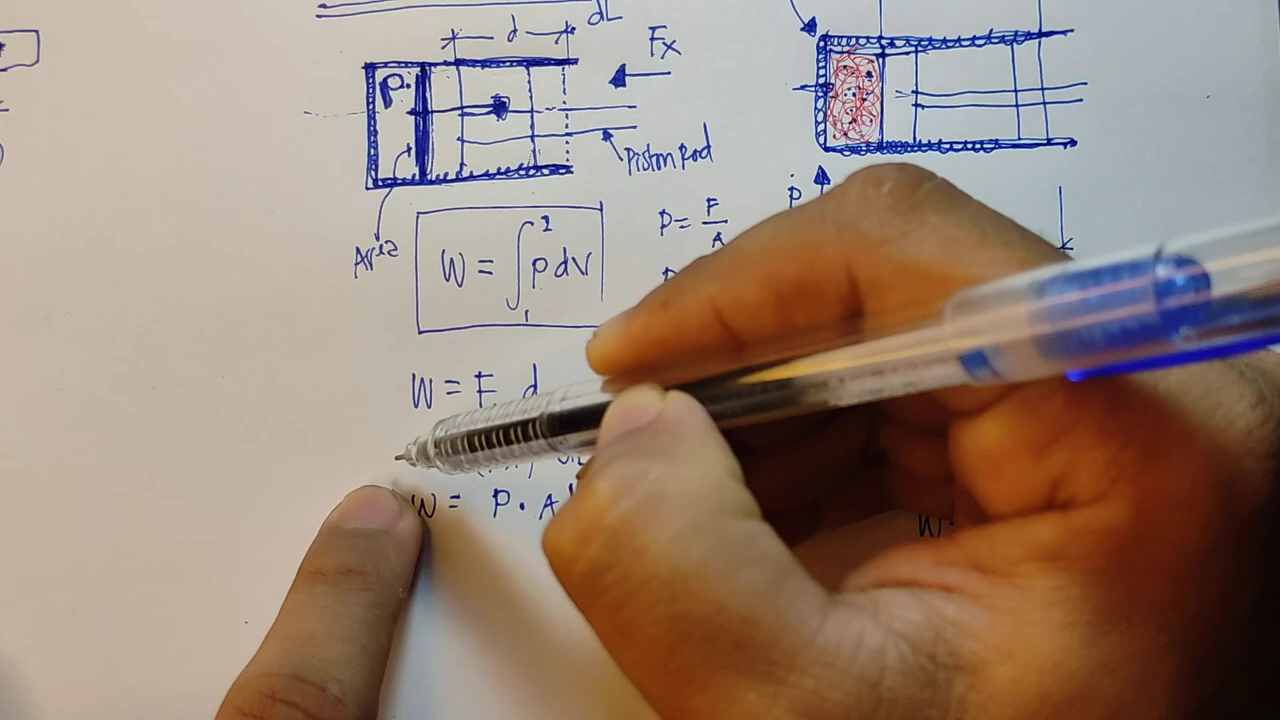 dL
d
Fx
P.
Piston Rod
Area
W = ∫₁² p dV
P = F/A
P
W = F d
W = P. A
W